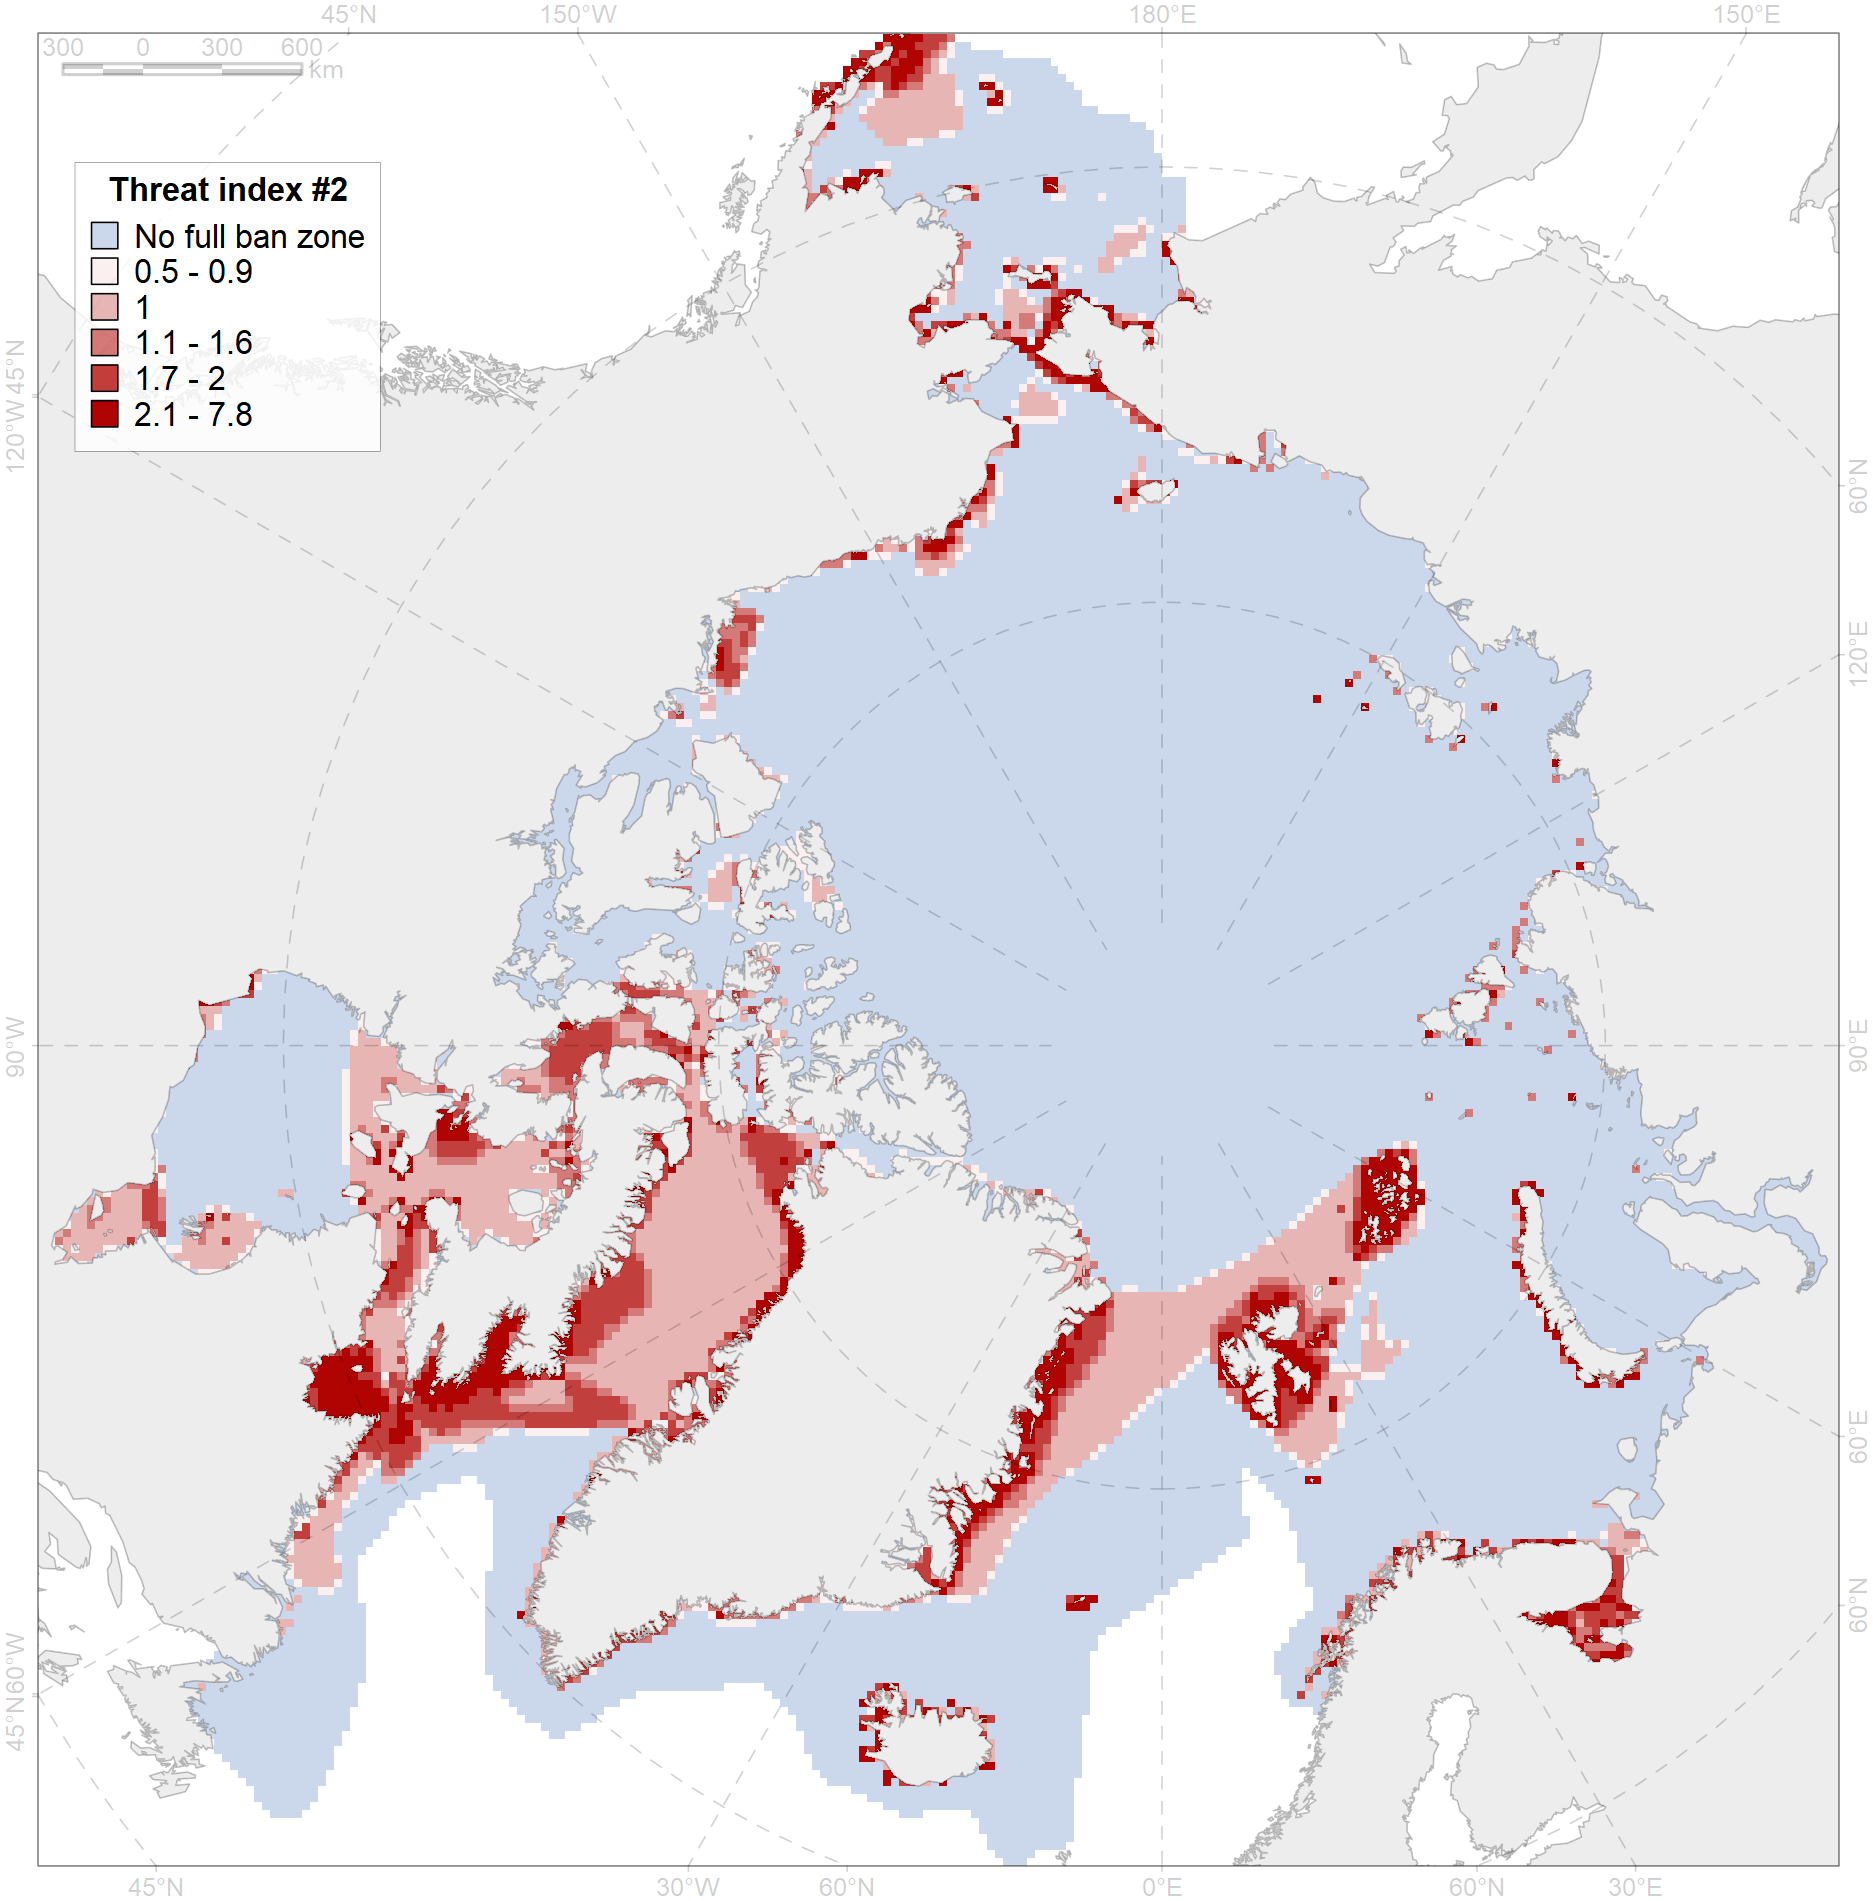 45°N 150°W 180°E 150°E
300 0 300 600
km
Threat index #2
No full ban zone
0.5 - 0.9
1
1.1 - 1.6
1.7 - 2
2.1 - 7.8
45°N
120°W
90°W
60°W
45°N
60°N
120°E
90°E
60°E
60°N
45°N 30°W 60°N 0°E 60°N 30°E